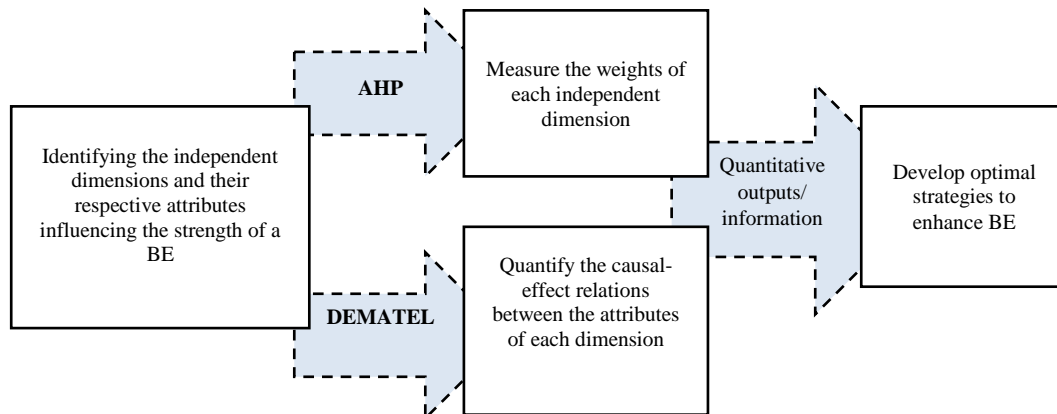 Identifying the independent
dimensions and their
respective attributes
influencing the strength of a
BE
AHP
Measure the weights of
each independent
dimension
DEMATEL
Quantify the causal-
effect relations
between the attributes
of each dimension
Quantitative
outputs/
information
Develop optimal
strategies to
enhance BE